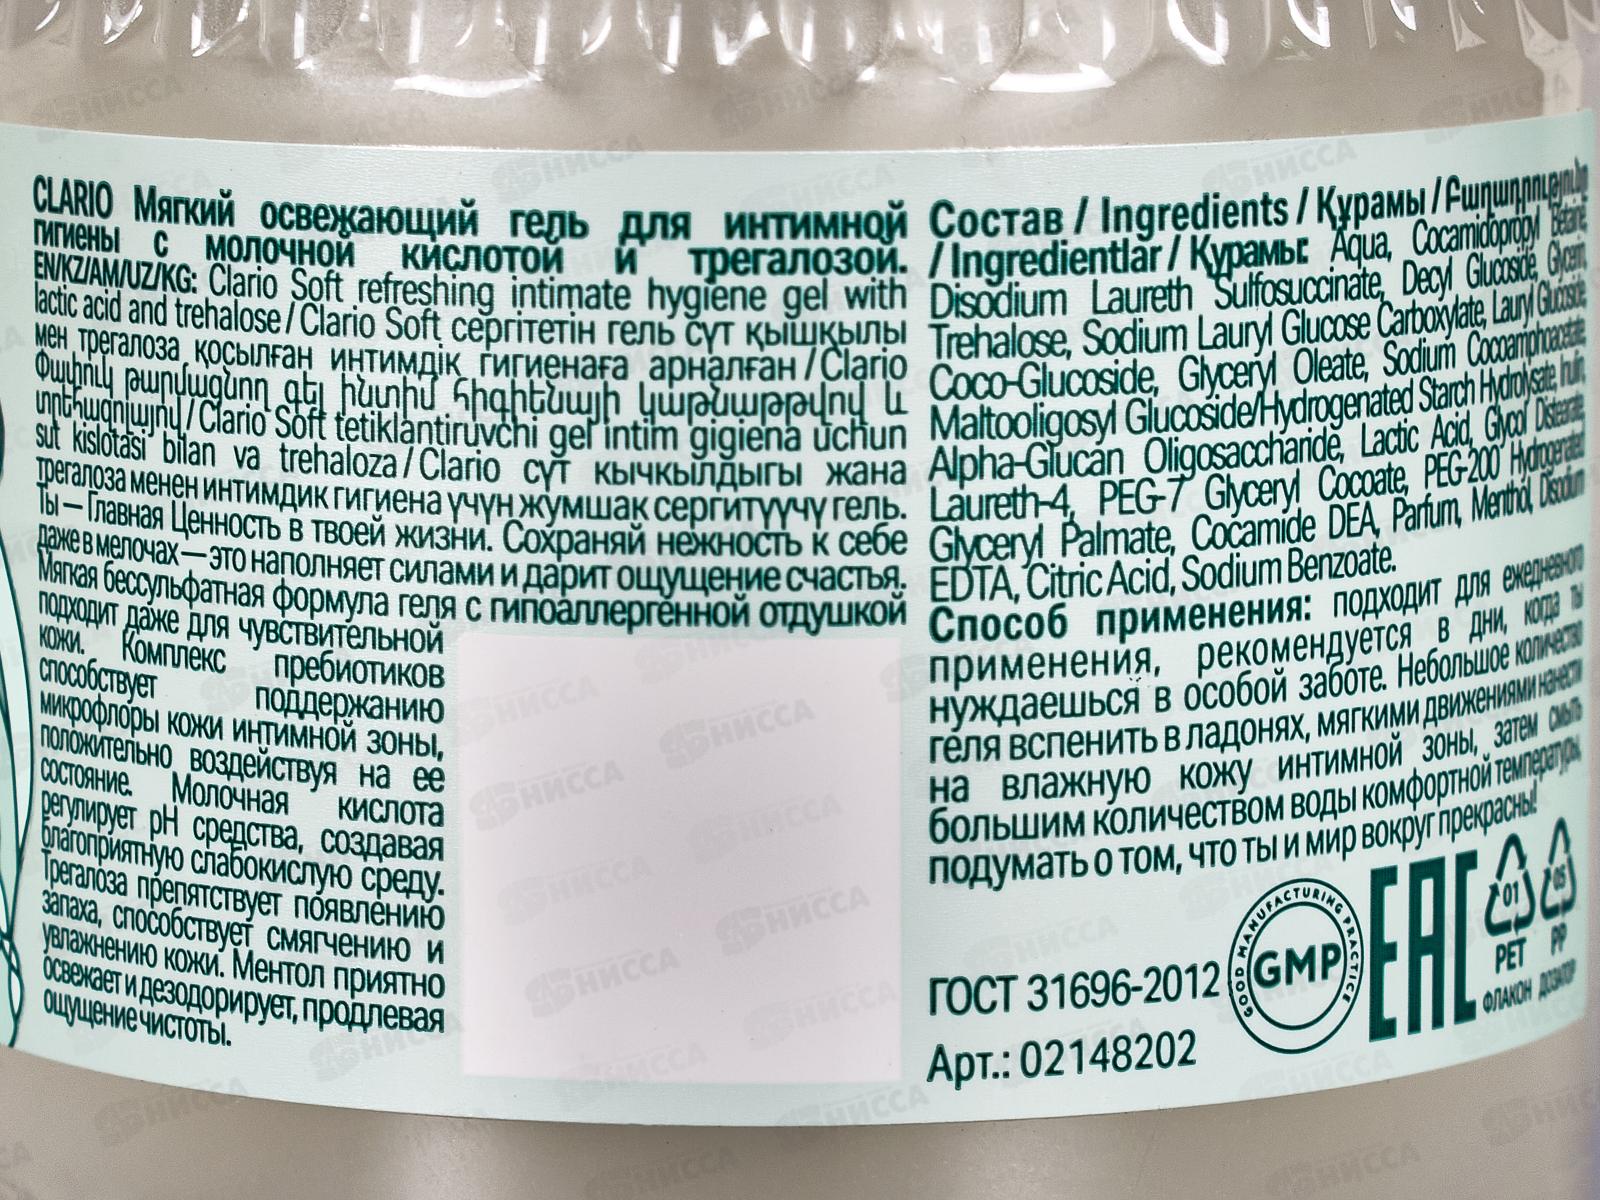 CLARIO Мягкий освежающий гель для интимной
гигиены с молочной кислотой и трегалозой.
EN/KZ/AM/UZ/KG: Clario Soft refreshing intimate hygiene gel with
lactic acid and trehalose / Clario Soft сергітетін гель сүт қышқылы
мен трегалоза қосылған интимдік гигиенаға арналған / Clario
Փափուկ թարմացնող գել ինտիմ հիգիենայի կաթնաթթվով և
տրեհալոզայով / Clario Soft tetiklantiruvchi gel intim gigiena uchun
sut kislotasi bilan va trehaloza / Clario сүт кычкылдыгы жана
трегалоза менен интимдик гигиена үчүн жумшак сергитүүчү гель.
Ты — Главная Ценность в твоей жизни. Сохраняй нежность к себе
даже в мелочах — это наполняет силами и дарит ощущение счастья.
Мягкая бессульфатная формула геля с гипоаллергенной отдушкой
подходит даже для чувствительной
кожи. Комплекс пребиотиков
способствует поддержанию
микрофлоры кожи интимной зоны,
положительно воздействуя на ее
состояние. Молочная кислота
регулирует pH средства, создавая
благоприятную слабокислую среду.
Трегалоза препятствует появлению
запаха, способствует смягчению и
увлажнению кожи. Ментол приятно
освежает и дезодорирует, продлевая
ощущение чистоты.
Состав / Ingredients / Құрамы / Բաղադրությունը
/ Ingredientlar / Курамы: Aqua, Cocamidopropyl Betaine,
Disodium Laureth Sulfosuccinate, Decyl Glucoside, Glycerin,
Trehalose, Sodium Lauryl Glucose Carboxylate, Lauryl Glucoside,
Coco-Glucoside, Glyceryl Oleate, Sodium Cocoamphoacetate,
Maltooligosyl Glucoside/Hydrogenated Starch Hydrolysate, Inulin,
Alpha-Glucan Oligosaccharide, Lactic Acid, Glycol Distearate,
Laureth-4, PEG-7 Glyceryl Cocoate, PEG-200 Hydrogenated
Glyceryl Palmate, Cocamide DEA, Parfum, Menthol, Disodium
EDTA, Citric Acid, Sodium Benzoate.
Способ применения: подходит для ежедневного
применения, рекомендуется в дни, когда ты
нуждаешься в особой заботе. Небольшое количество
геля вспенить в ладонях, мягкими движениями нанести
на влажную кожу интимной зоны, затем смыть
большим количеством воды комфортной температуры,
подумать о том, что ты и мир вокруг прекрасны!
ГОСТ 31696-2012
Арт.: 02148202
GOOD MANUFACTURING PRACTICE
GMP
EAC
01
PET
ФЛАКОН
05
PP
ДОЗАТОР
НИССА